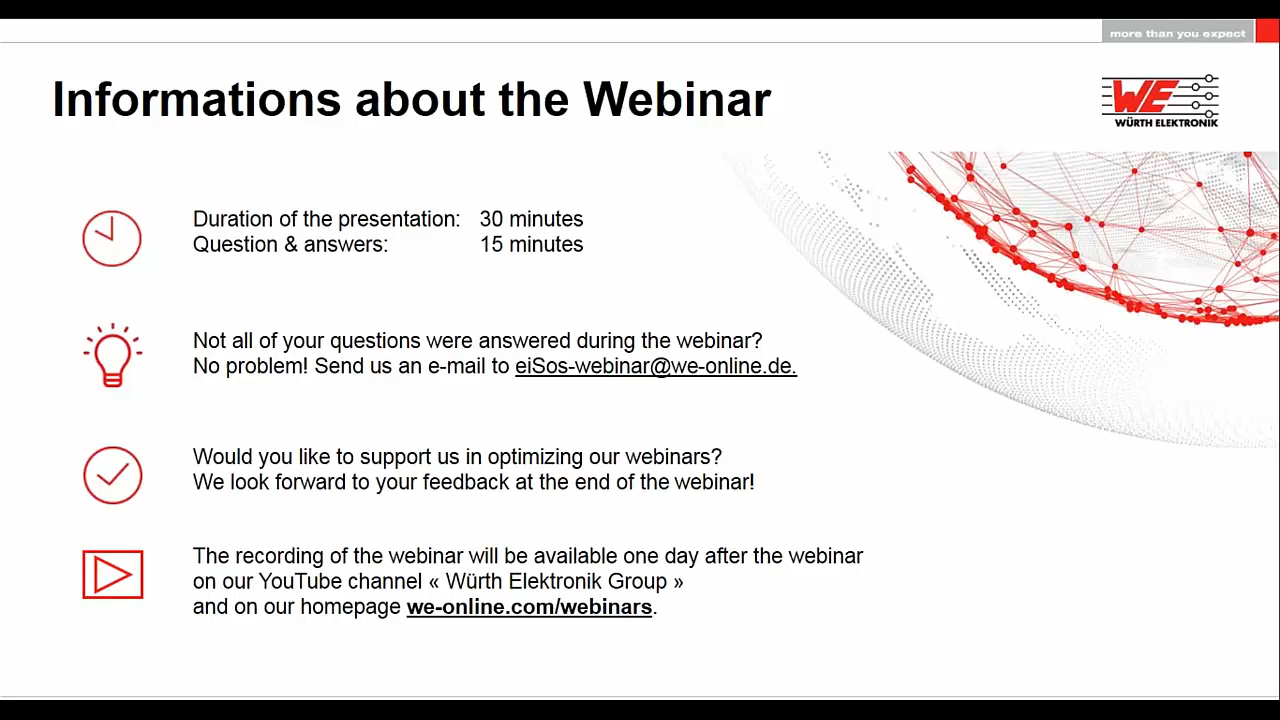 more than you expect
Informations about the Webinar
WE
WÜRTH ELEKTRONIK
Duration of the presentation: 30 minutes
Question & answers: 15 minutes
Not all of your questions were answered during the webinar?
No problem! Send us an e-mail to eiSos-webinar@we-online.de.
Would you like to support us in optimizing our webinars?
We look forward to your feedback at the end of the webinar!
The recording of the webinar will be available one day after the webinar
on our YouTube channel « Würth Elektronik Group »
and on our homepage we-online.com/webinars.